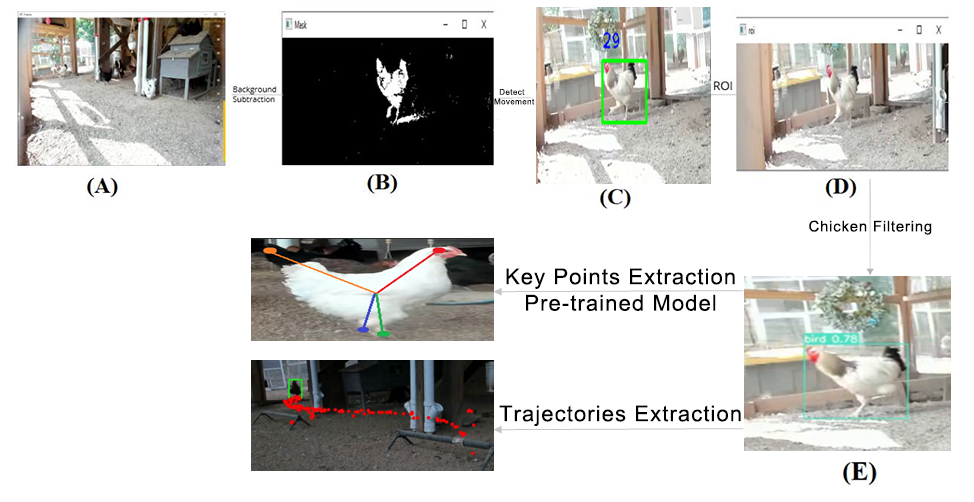 Mask
29
roi
Background
Subtraction
Detect
Movement
ROI
(A)
(B)
(C)
(D)
Chicken Filtering
Key Points Extraction
Pre-trained Model
bird 0.78
Trajectories Extraction
(E)